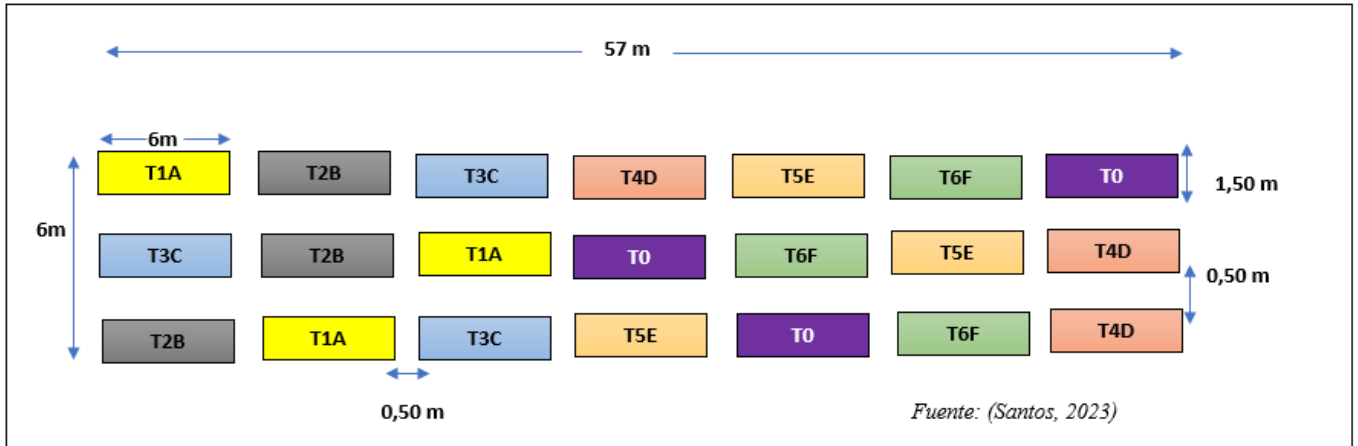 57 m
6m
T1A T2B T3C T4D T5E T6F T0
1,50 m
6m
T3C T2B T1A T0 T6F T5E T4D
0,50 m
T2B T1A T3C T5E T0 T6F T4D
0,50 m
Fuente: (Santos, 2023)